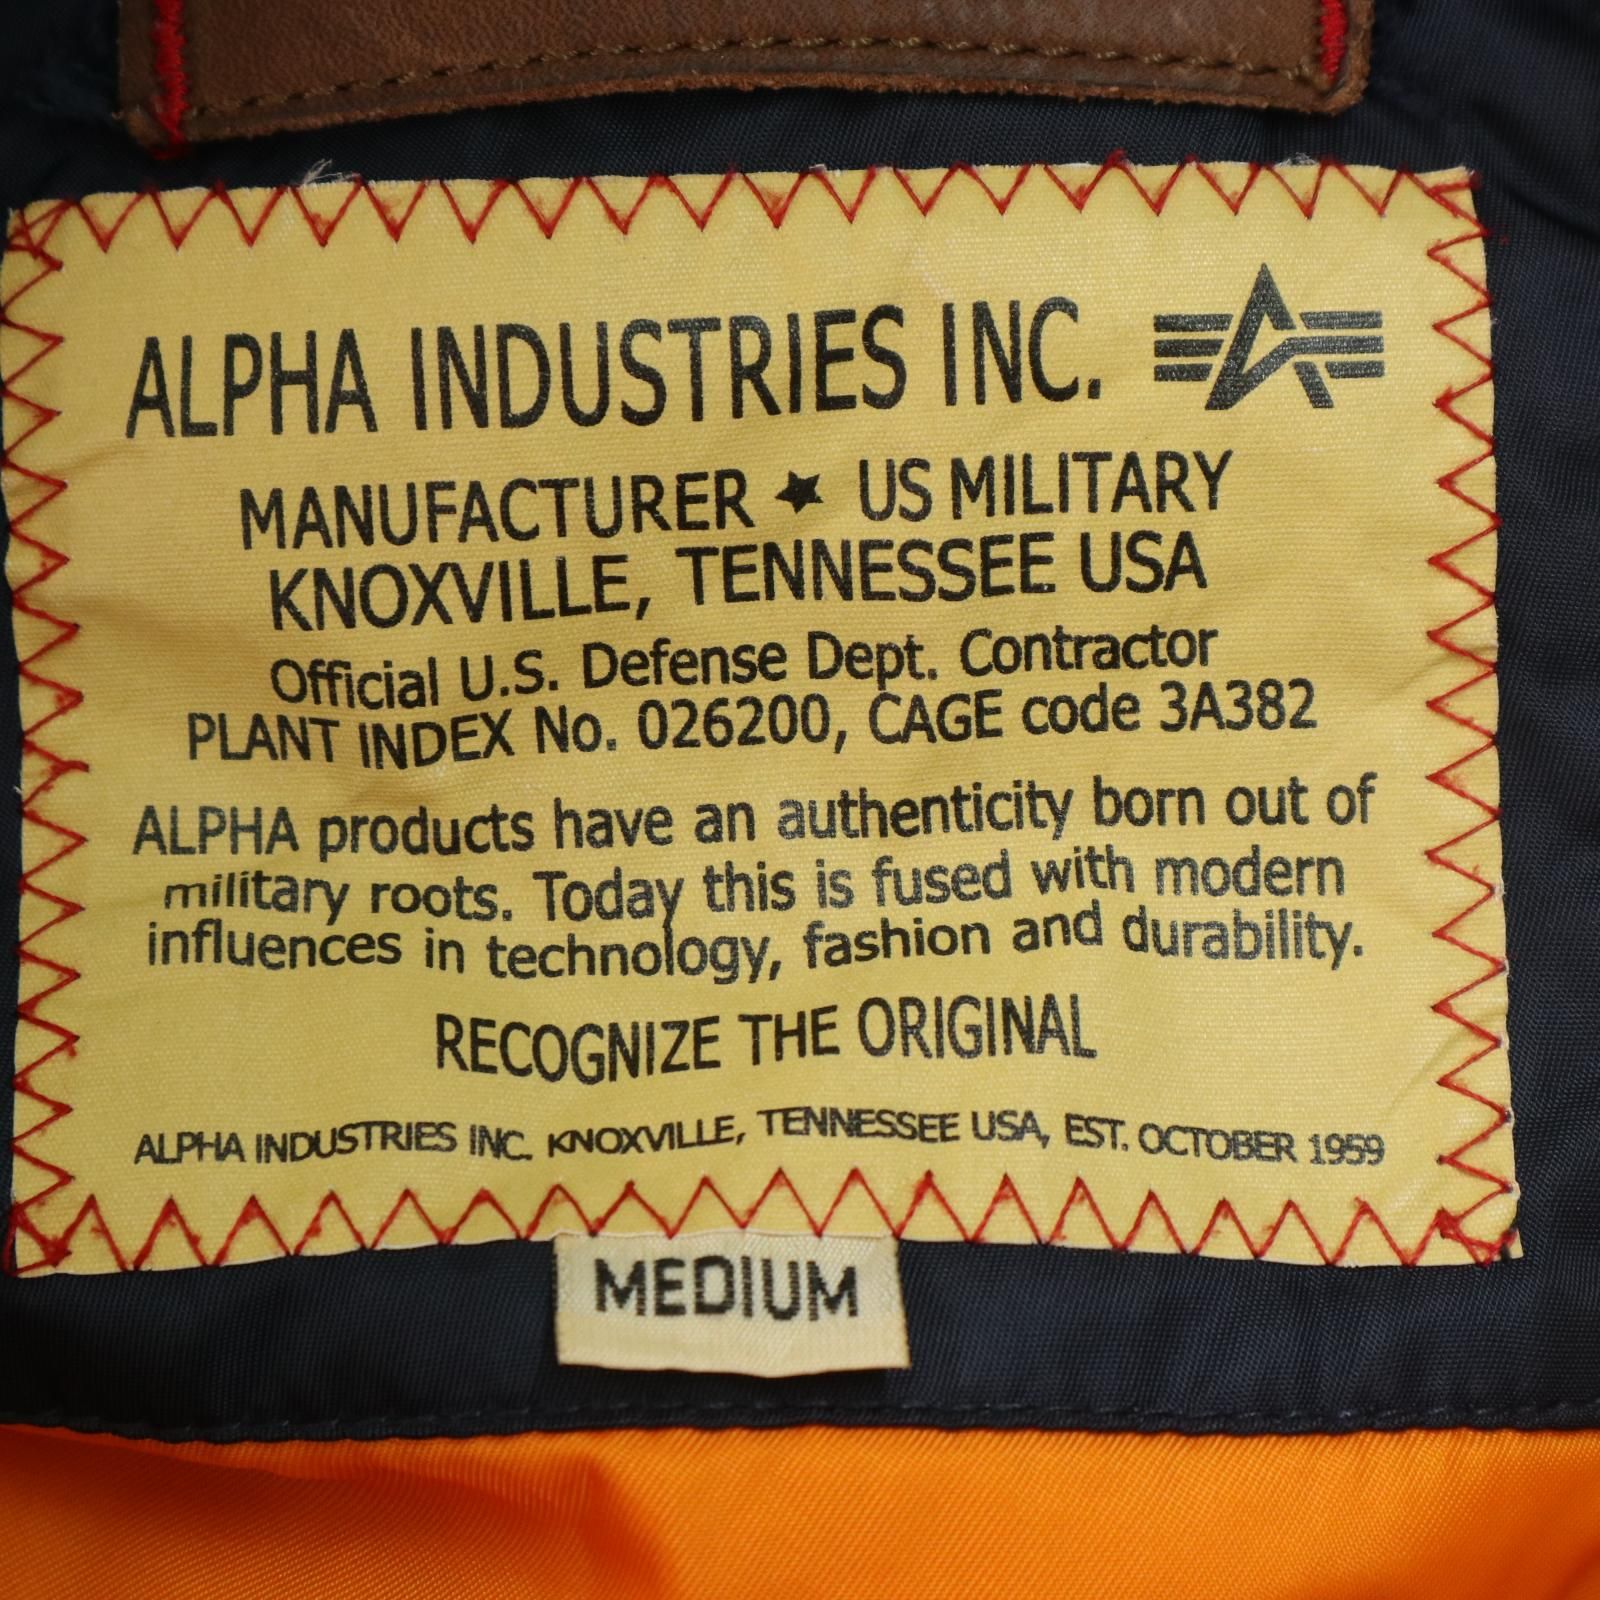 ALPHA INDUSTRIES INC.
MANUFACTURER ★ US MILITARY
KNOXVILLE, TENNESSEE USA
Official U.S. Defense Dept. Contractor
PLANT INDEX No. 026200, CAGE code 3A382
ALPHA products have an authenticity born out of
military roots. Today this is fused with modern
influences in technology, fashion and durability.
RECOGNIZE THE ORIGINAL
ALPHA INDUSTRIES INC. KNOXVILLE, TENNESSEE USA, EST. OCTOBER 1959
MEDIUM